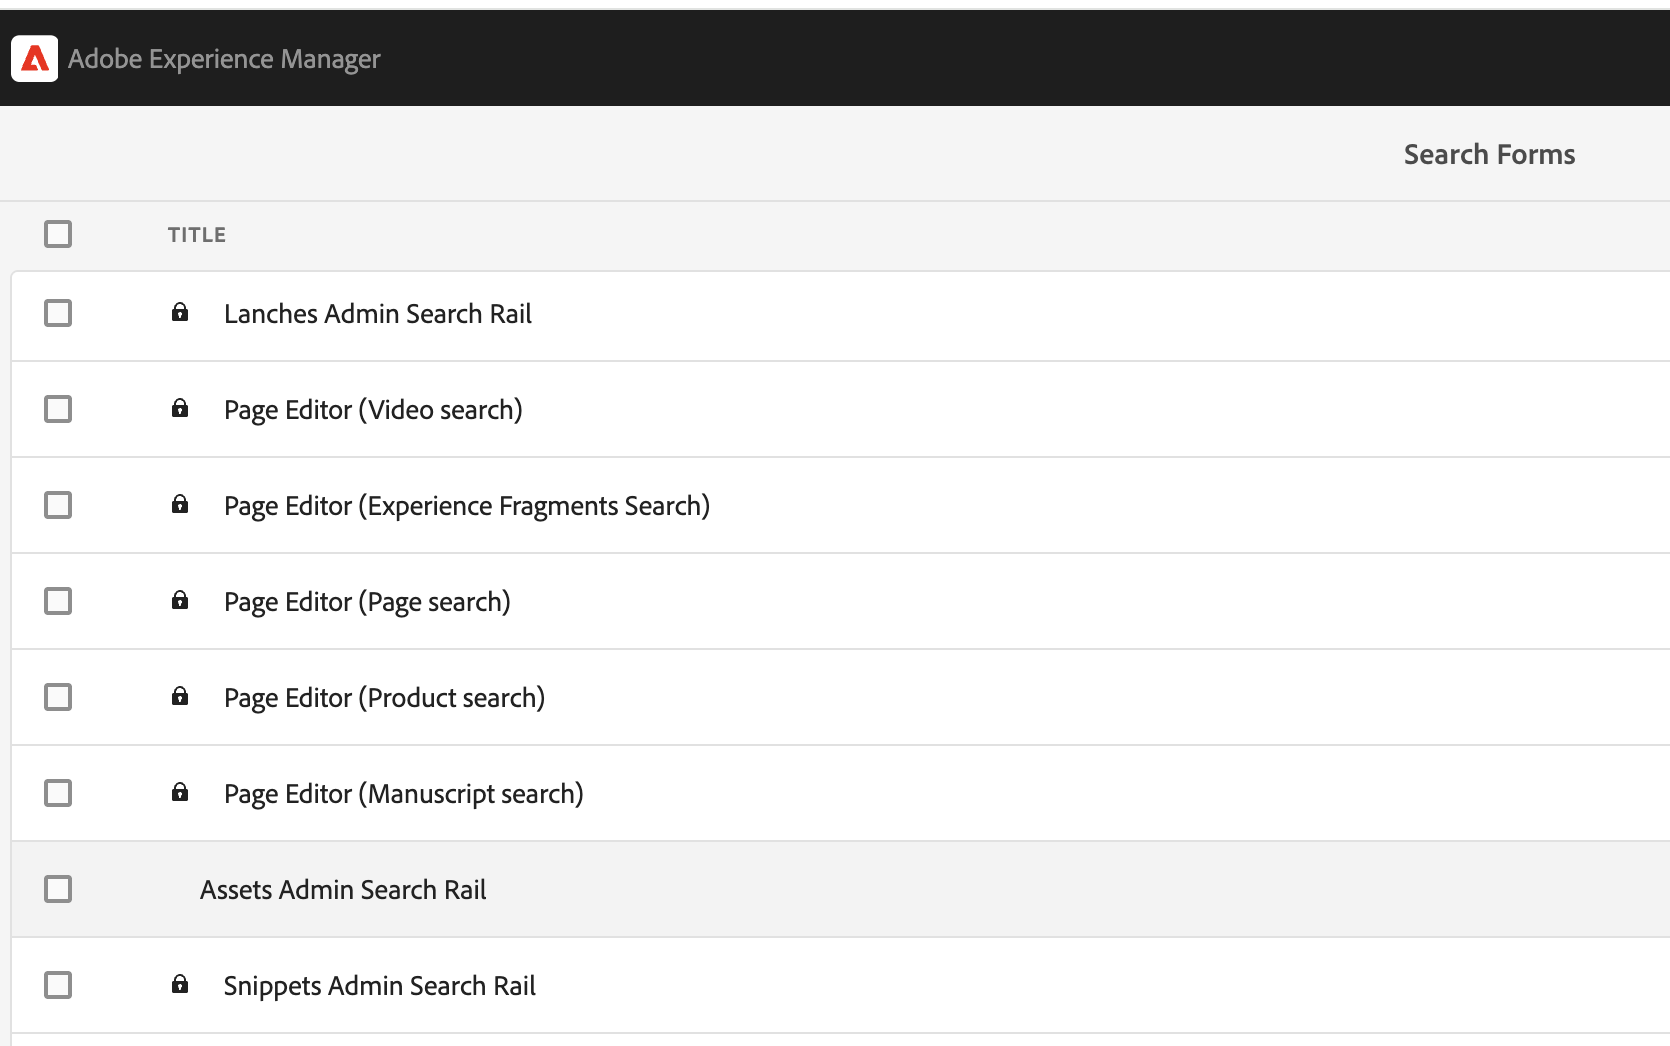 Adobe Experience Manager
Search Forms
TITLE
Lanches Admin Search Rail
Page Editor (Video search)
Page Editor (Experience Fragments Search)
Page Editor (Page search)
Page Editor (Product search)
Page Editor (Manuscript search)
Assets Admin Search Rail
Snippets Admin Search Rail